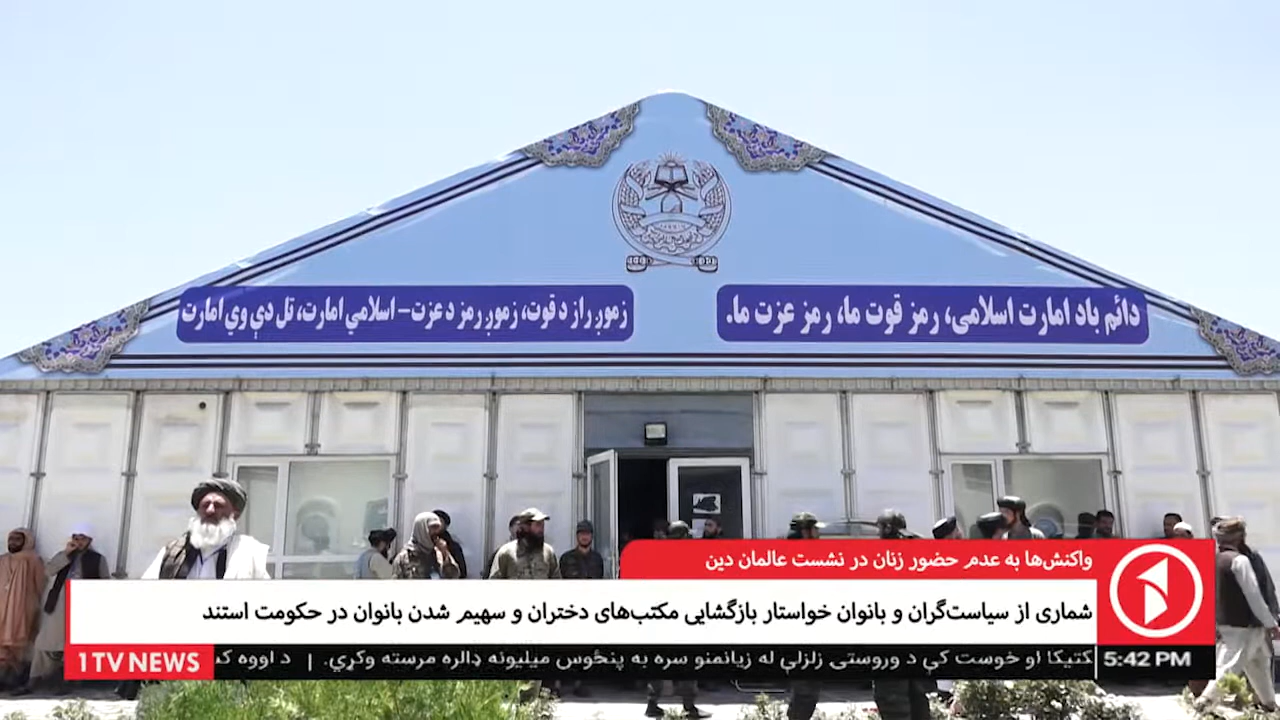 دائم باد امارت اسلامی، رمز قوت ما، رمز عزت ما.
زموږ راز د قوت، زموږ رمز د عزت- اسلامي امارت، تل دې وي امارت
واکنش‌ها به عدم حضور زنان در نشست عالمان دین
شماری از سیاست‌گران و بانوان خواستار بازگشایی مکتب‌های دختران و سهیم شدن بانوان در حکومت استند
1TV NEWS
کتیکا او خوست کې د وروستی زلزلې له زیانمنو سره به پنځوس میلیونه ډالره مرسته وکړي. | د اووه
5:42 PM